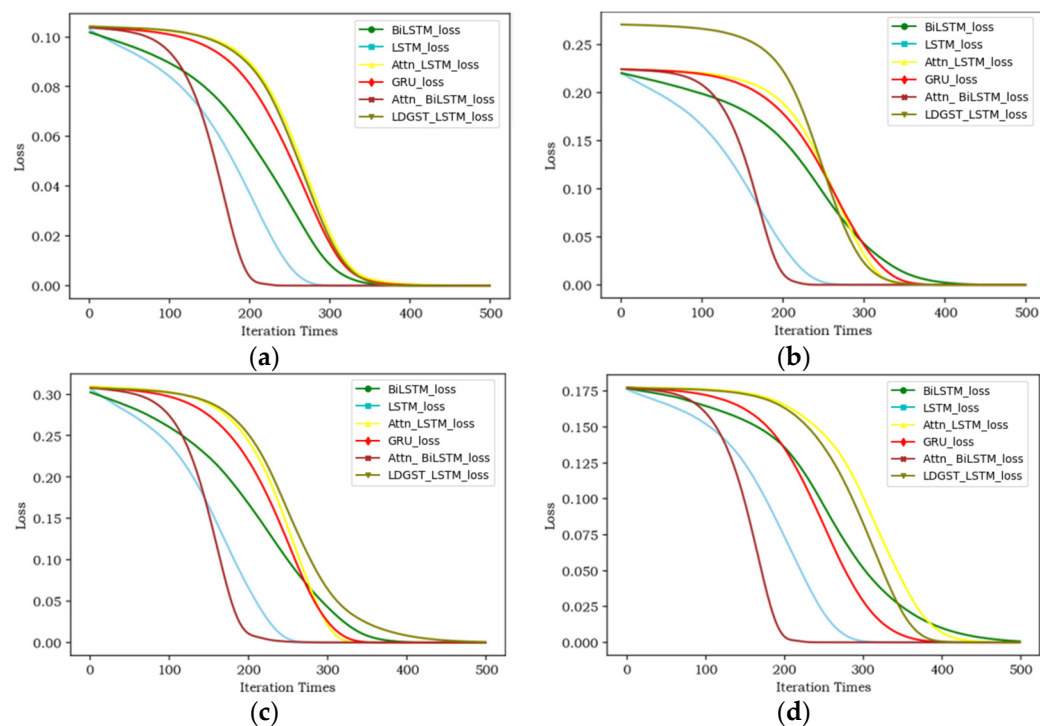 BiLSTM_loss
LSTM_loss
Attn_LSTM_loss
GRU_loss
Attn_ BiLSTM_loss
LDGST_LSTM_loss
0.10
0.08
0.06
0.04
0.02
0.00
Loss
0 100 200 300 400 500
Iteration Times
(a)
BiLSTM_loss
LSTM_loss
Attn_LSTM_loss
GRU_loss
Attn_ BiLSTM_loss
LDGST_LSTM_loss
0.25
0.20
0.15
0.10
0.05
0.00
Loss
0 100 200 300 400 500
Iteration Times
(b)
BiLSTM_loss
LSTM_loss
Attn_LSTM_loss
GRU_loss
Attn_ BiLSTM_loss
LDGST_LSTM_loss
0.30
0.25
0.20
0.15
0.10
0.05
0.00
Loss
0 100 200 300 400 500
Iteration Times
(c)
BiLSTM_loss
LSTM_loss
Attn_LSTM_loss
GRU_loss
Attn_ BiLSTM_loss
LDGST_LSTM_loss
0.175
0.150
0.125
0.100
0.075
0.050
0.025
0.000
Loss
0 100 200 300 400 500
Iteration Times
(d)